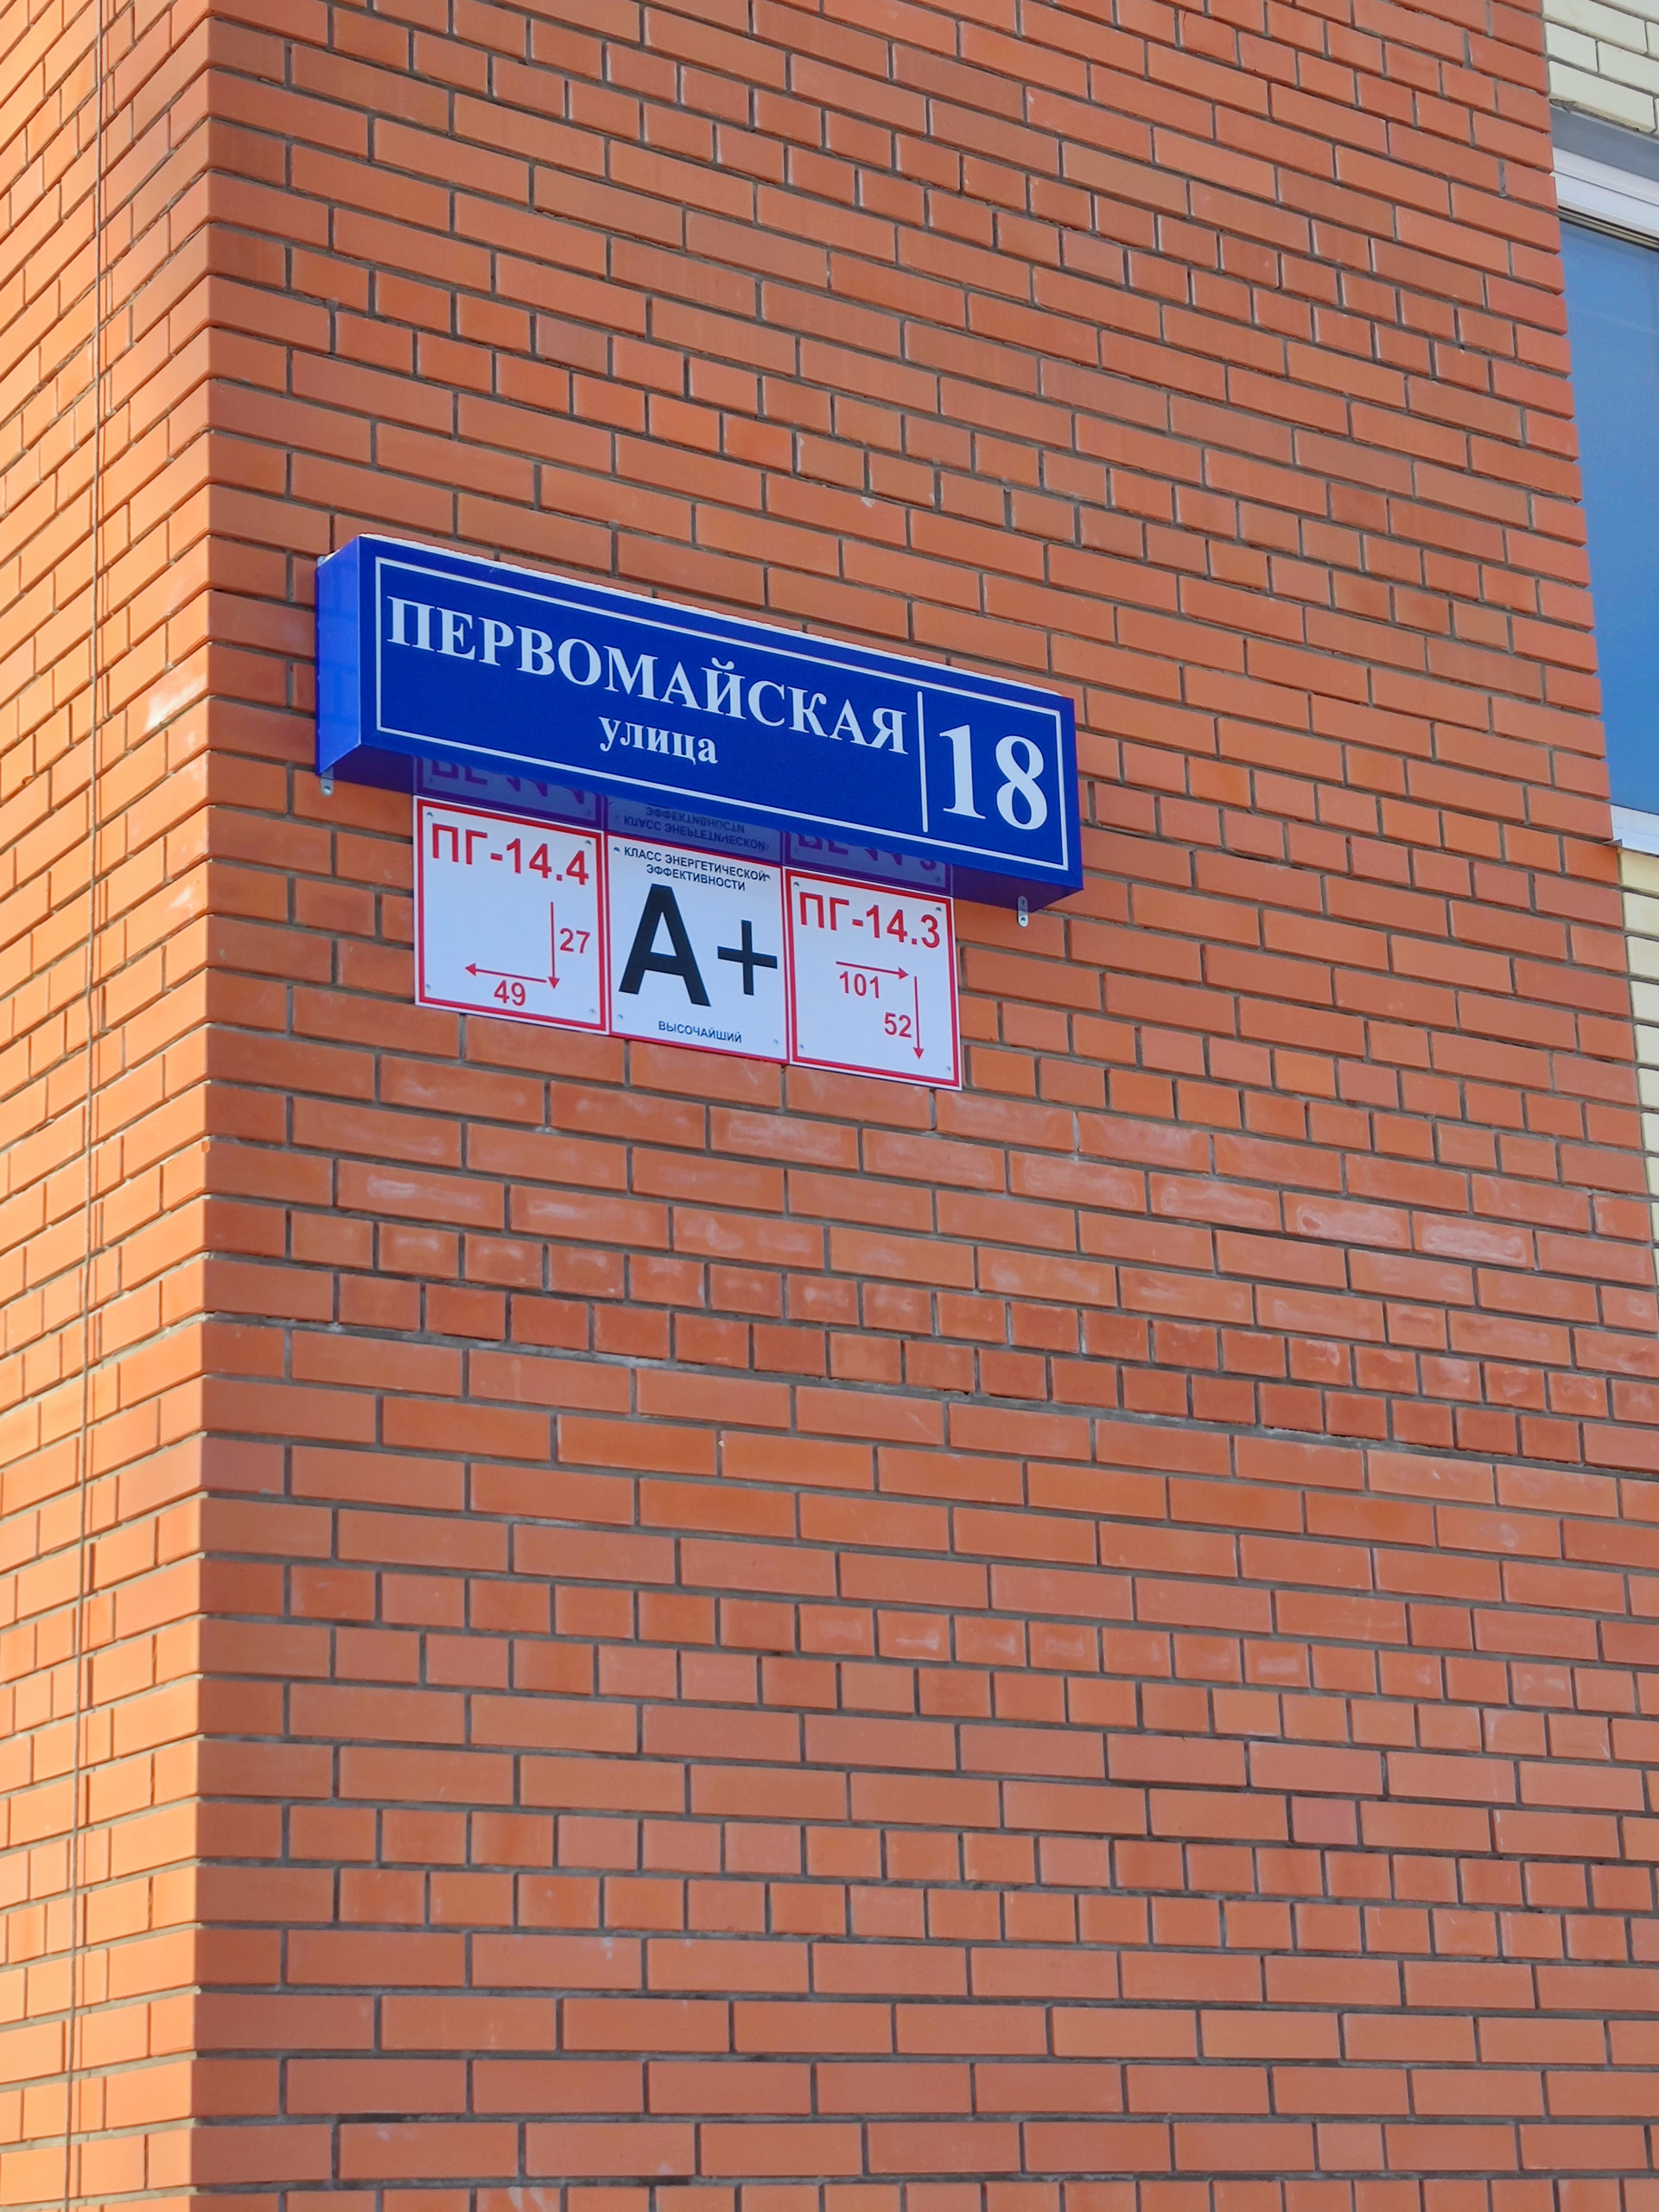 ПЕРВОМАЙСКАЯ
улица
18
ПГ-14.4
27
49
КЛАСС ЭНЕРГЕТИЧЕСКОЙ
ЭФФЕКТИВНОСТИ
A+
ВЫСОЧАЙШИЙ
ПГ-14.3
101
52